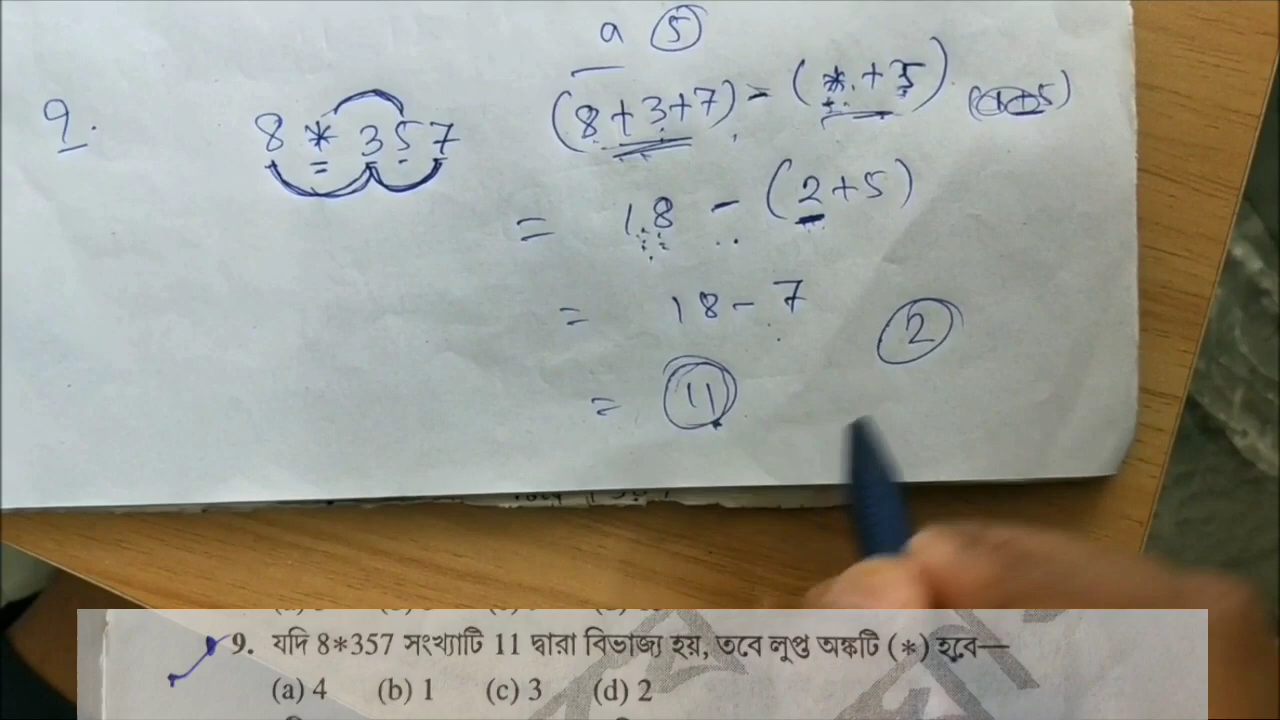 a 5
9. 8 * 3 5 7 (8+3+7) - (* + 5)
= 18 - (2+5)
= 18 - 7
2
= 11
9. যদি 8*357 সংখ্যাটি 11 দ্বারা বিভাজ্য হয়, তবে লুপ্ত অঙ্কটি (*) হবে—
(a) 4 (b) 1 (c) 3 (d) 2